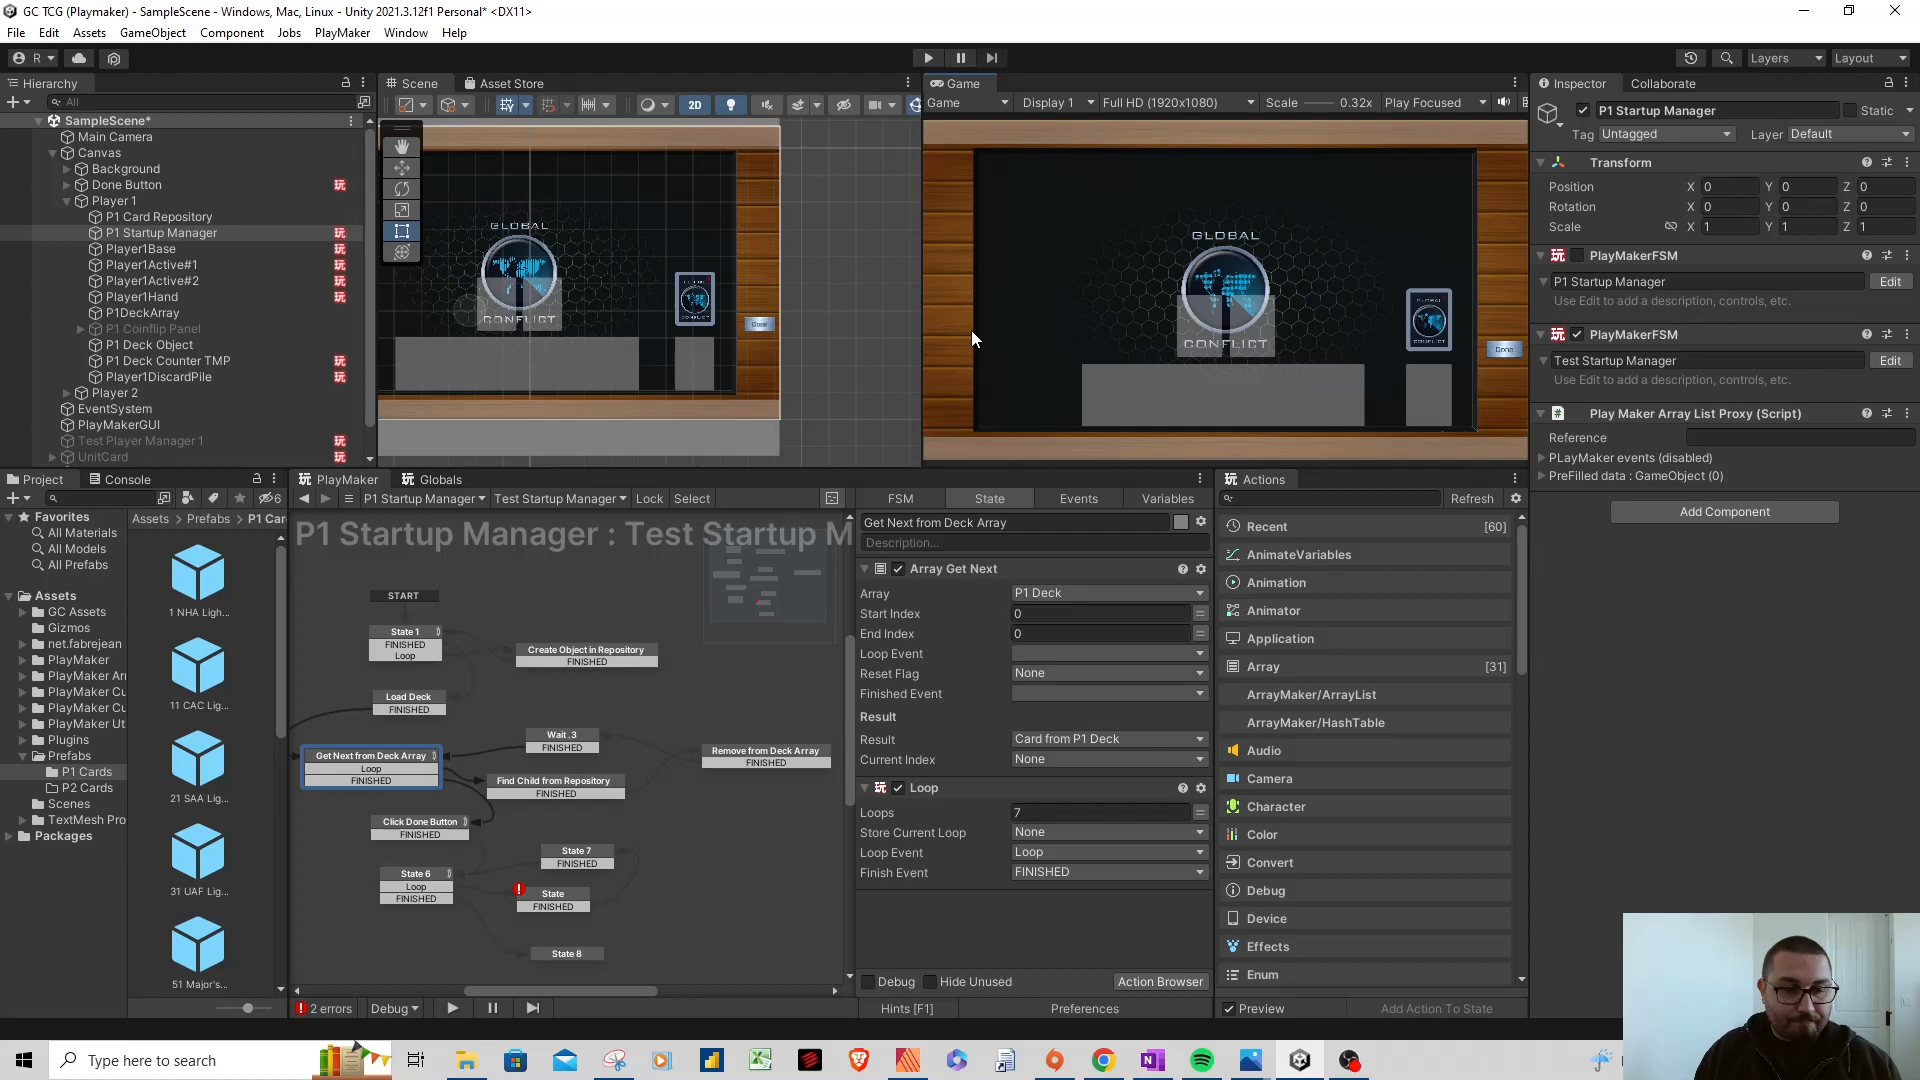 GC TCG (Playmaker) - SampleScene - Windows, Mac, Linux - Unity 2021.3.12f1 Personal* <DX11>
File Edit Assets GameObject Component Jobs PlayMaker Window Help
R Layers Layout
Hierarchy
All
SampleScene*
Main Camera
Canvas
Background
Done Button
Player 1
P1 Card Repository
P1 Startup Manager
Player1Base
Player1Active#1
Player1Active#2
Player1Hand
P1DeckArray
P1 Coinflip Panel
P1 Deck Object
P1 Deck Counter TMP
Player1DiscardPile
Player 2
EventSystem
PlayMakerGUI
Test Player Manager 1
UnitCard
Scene Asset Store
2D
GLOBAL
CONFLICT
Done
Game
Game Display 1 Full HD (1920x1080) Scale 0.32x Play Focused
GLOBAL
CONFLICT
GLOBAL
CONFLICT
Done
Inspector Collaborate
P1 Startup Manager Static
Tag Untagged Layer Default
Transform
Position X 0 Y 0 Z 0
Rotation X 0 Y 0 Z 0
Scale X 1 Y 1 Z 1
PlayMakerFSM
P1 Startup Manager Edit
Use Edit to add a description, controls, etc.
PlayMakerFSM
Test Startup Manager Edit
Use Edit to add a description, controls, etc.
Play Maker Array List Proxy (Script)
Reference
PLayMaker events (disabled)
PreFilled data : GameObject (0)
Add Component
Project Console
6
Favorites
All Materials
All Models
All Prefabs
Assets
GC Assets
Gizmos
net.fabrejean
PlayMaker
PlayMaker Ar
PlayMaker Cu
PlayMaker Cu
PlayMaker Ut
Plugins
Prefabs
P1 Cards
P2 Cards
Scenes
TextMesh Pro
Packages
Assets > Prefabs > P1 Car
1 NHA Ligh...
11 CAC Lig...
21 SAA Lig...
31 UAF Lig...
51 Major's...
PlayMaker Globals
P1 Startup Manager Test Startup Manager Lock Select
P1 Startup Manager : Test Startup M
START
State 1
FINISHED
Loop
Create Object in Repository
FINISHED
Load Deck
FINISHED
Wait .3
FINISHED
Get Next from Deck Array
Loop
FINISHED
Remove from Deck Array
FINISHED
Find Child from Repository
FINISHED
Click Done Button
FINISHED
State 7
FINISHED
State 6
Loop
FINISHED
State
FINISHED
State 8
2 errors Debug
FSM State Events Variables
Get Next from Deck Array
Description...
Array Get Next
Array P1 Deck
Start Index 0
End Index 0
Loop Event
Reset Flag None
Finished Event
Result
Result Card from P1 Deck
Current Index None
Loop
Loops 7
Store Current Loop None
Loop Event Loop
Finish Event FINISHED
Debug Hide Unused Action Browser
Hints [F1] Preferences
Actions
Refresh
Recent [60]
AnimateVariables
Animation
Animator
Application
Array [31]
ArrayMaker/ArrayList
ArrayMaker/HashTable
Audio
Camera
Character
Color
Convert
Debug
Device
Effects
Enum
Preview Add Action To State
Type here to search